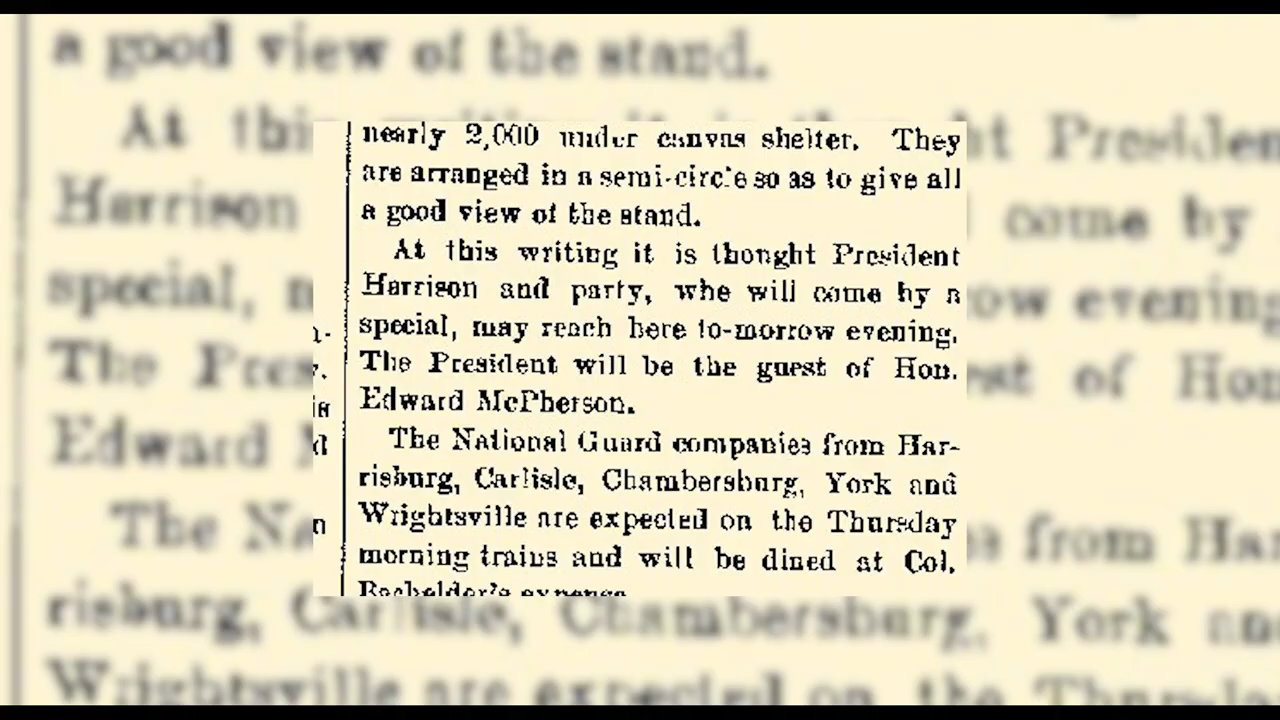 nearly 2,000 under canvas shelter. They
are arranged in a semi-circle so as to give all
a good view of the stand.
At this writing it is thought President
Harrison and party, who will come by a
special, may reach here to-morrow evening.
The President will be the guest of Hon.
Edward McPherson.
The National Guard companies from Har-
risburg, Carlisle, Chambersburg, York and
Wrightsville are expected on the Thursday
morning trains and will be dined at Col.
Bachelder's expense